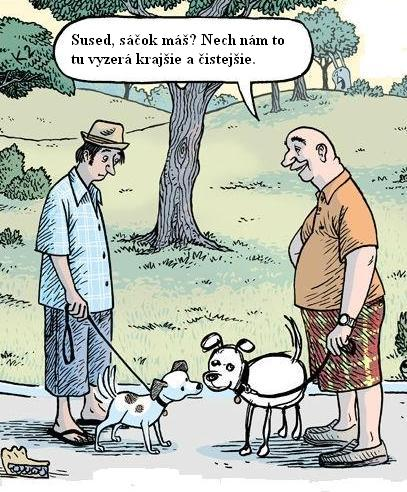 Sused, sáčok máš? Nech nám to
tu vyzerá krajšie a čistejšie.